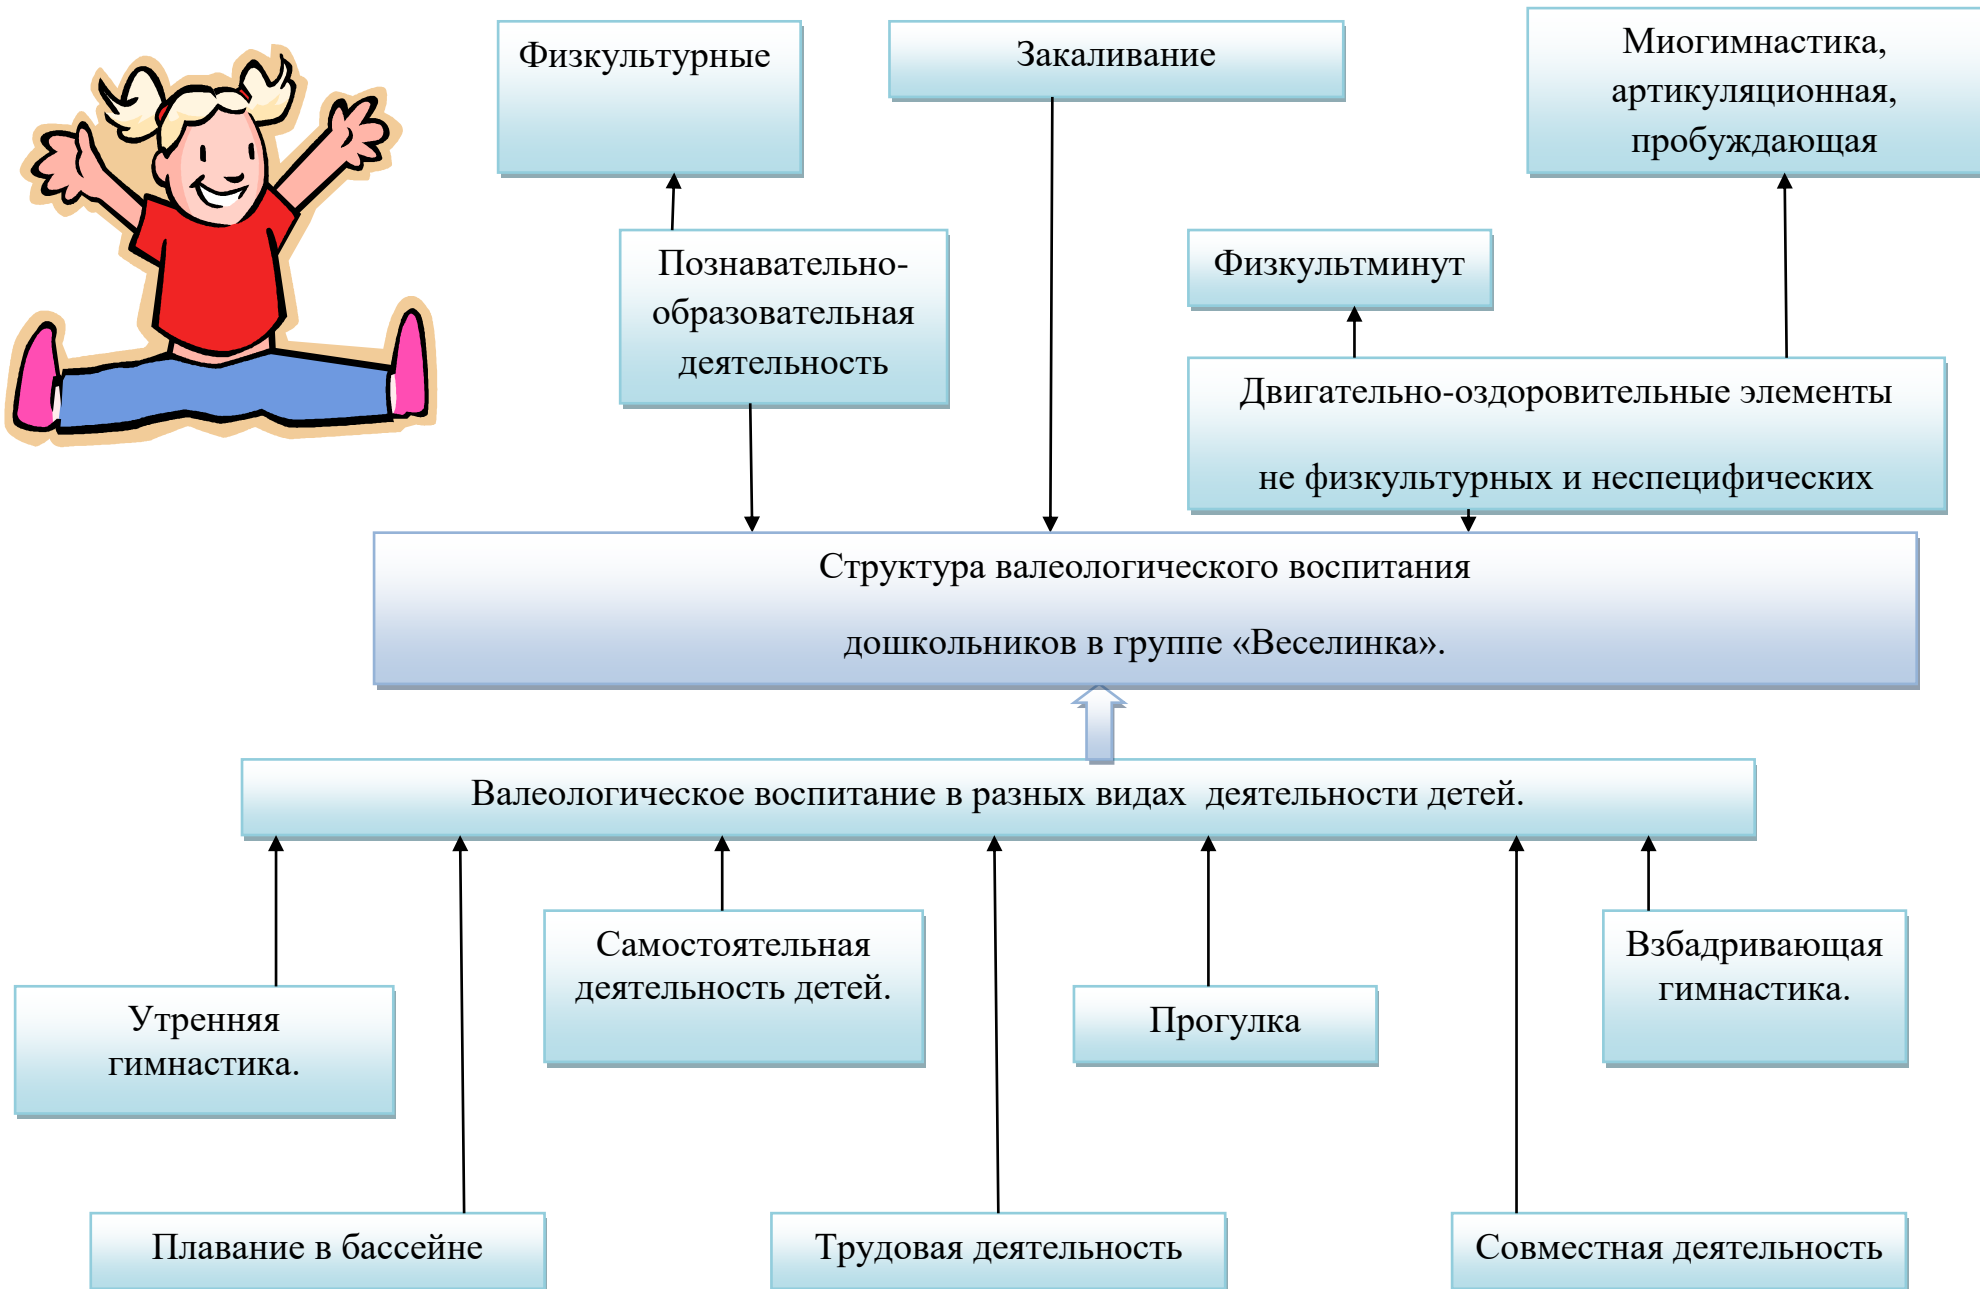 Физкультурные
Закаливание
Миогимнастика,
артикуляционная,
пробуждающая
Познавательно-
образовательная
деятельность
Физкультминут
Двигательно-оздоровительные элементы
не физкультурных и неспецифических
Структура валеологического воспитания
дошкольников в группе «Веселинка».
Валеологическое воспитание в разных видах  деятельности детей.
Утренняя
гимнастика.
Самостоятельная
деятельность детей.
Прогулка
Взбадривающая
гимнастика.
Плавание в бассейне
Трудовая деятельность
Совместная деятельность